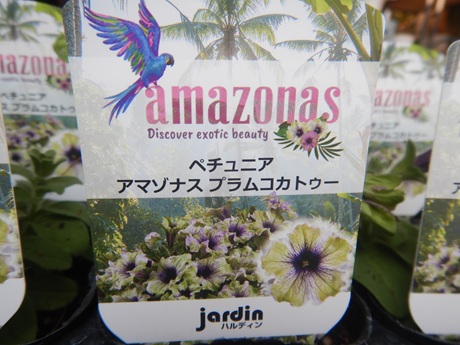 amazonas
Discover exotic beauty
ペチュニア
アマゾナス プラムコカトゥー
jardin
ハルディン